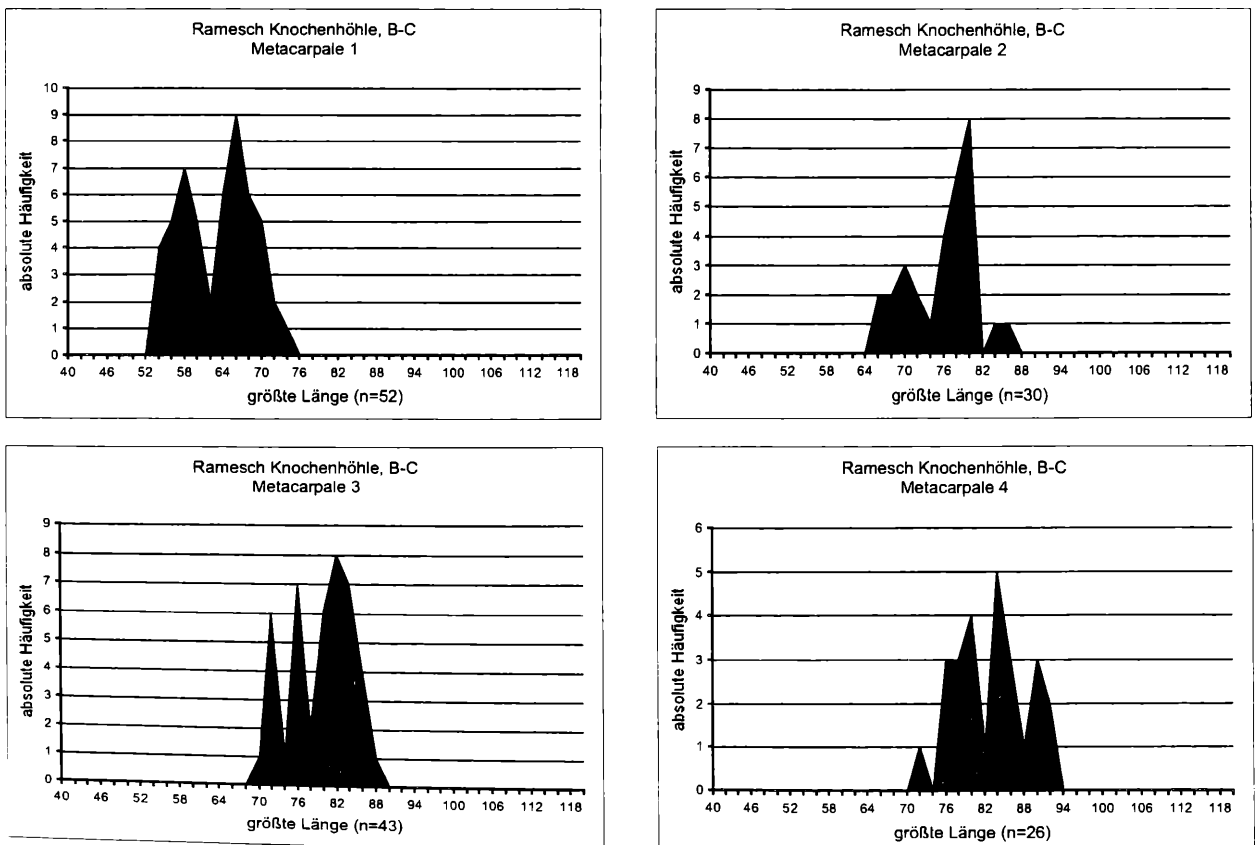 Ramesch Knochenhöhle, B-C
Metacarpale 1
absolute Häufigkeit
10
9
8
7
6
5
4
3
2
1
0
40 46 52 58 64 70 76 82 88 94 100 106 112 118
größte Länge (n=52)
Ramesch Knochenhöhle, B-C
Metacarpale 2
absolute Häufigkeit
9
8
7
6
5
4
3
2
1
0
40 46 52 58 64 70 76 82 88 94 100 106 112 118
größte Länge (n=30)
Ramesch Knochenhöhle, B-C
Metacarpale 3
absolute Häufigkeit
9
8
7
6
5
4
3
2
1
0
40 46 52 58 64 70 76 82 88 94 100 106 112 118
größte Länge (n=43)
Ramesch Knochenhöhle, B-C
Metacarpale 4
absolute Häufigkeit
6
5
4
3
2
1
0
40 46 52 58 64 70 76 82 88 94 100 106 112 118
größte Länge (n=26)